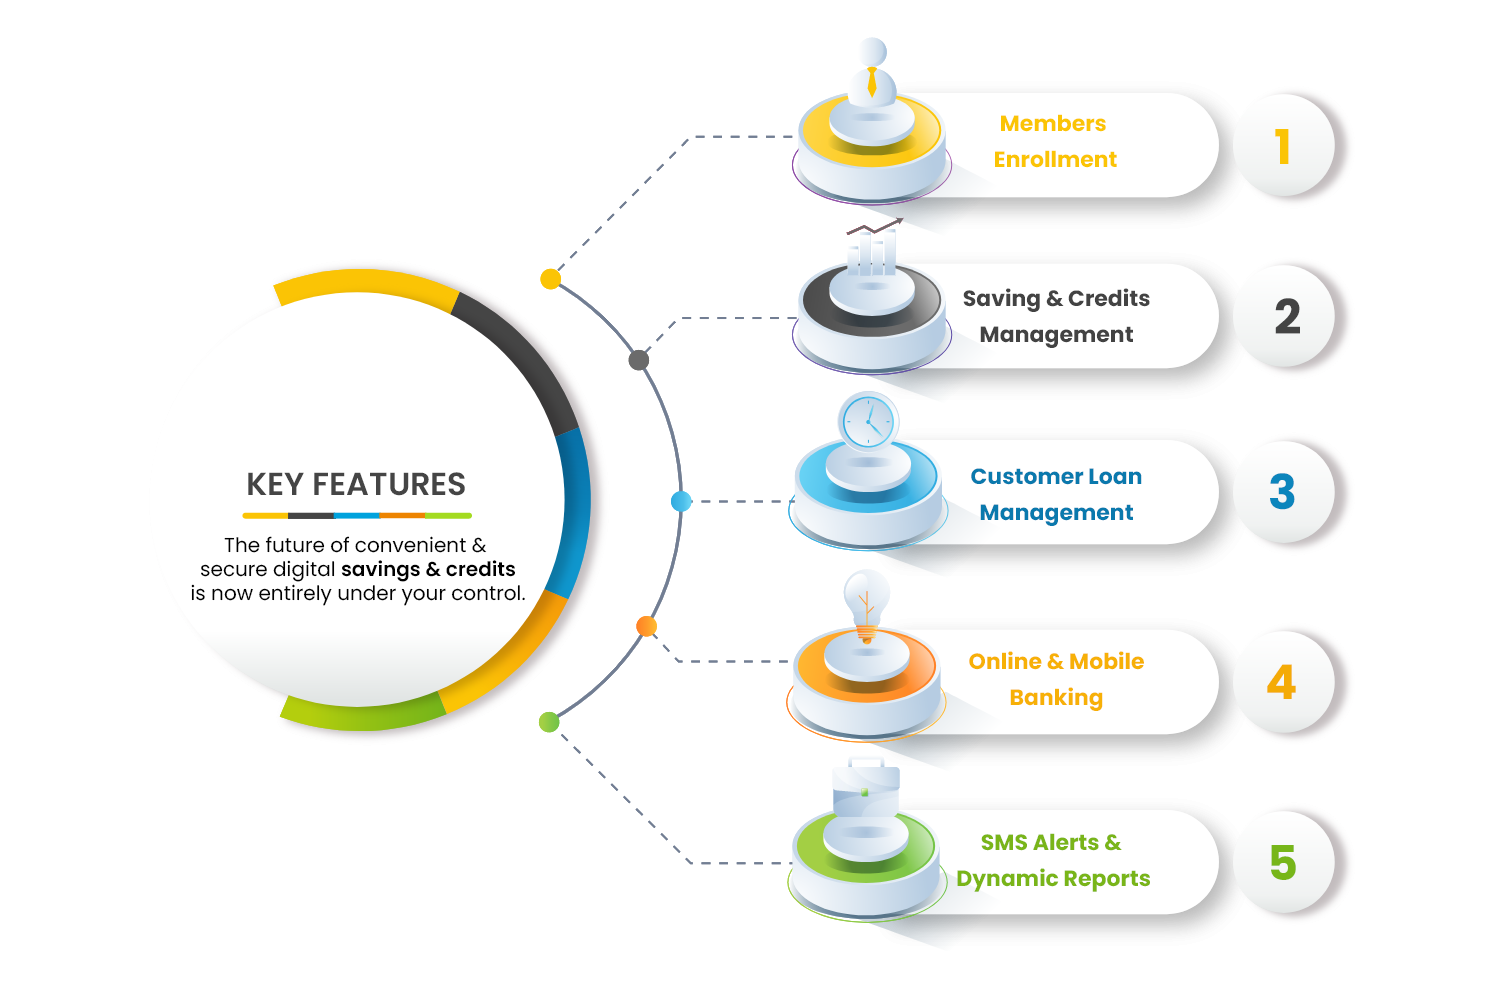 KEY FEATURES
The future of convenient &
secure digital savings & credits
is now entirely under your control.
Members
Enrollment
1
Saving & Credits
Management
2
Customer Loan
Management
3
Online & Mobile
Banking
4
SMS Alerts &
Dynamic Reports
5